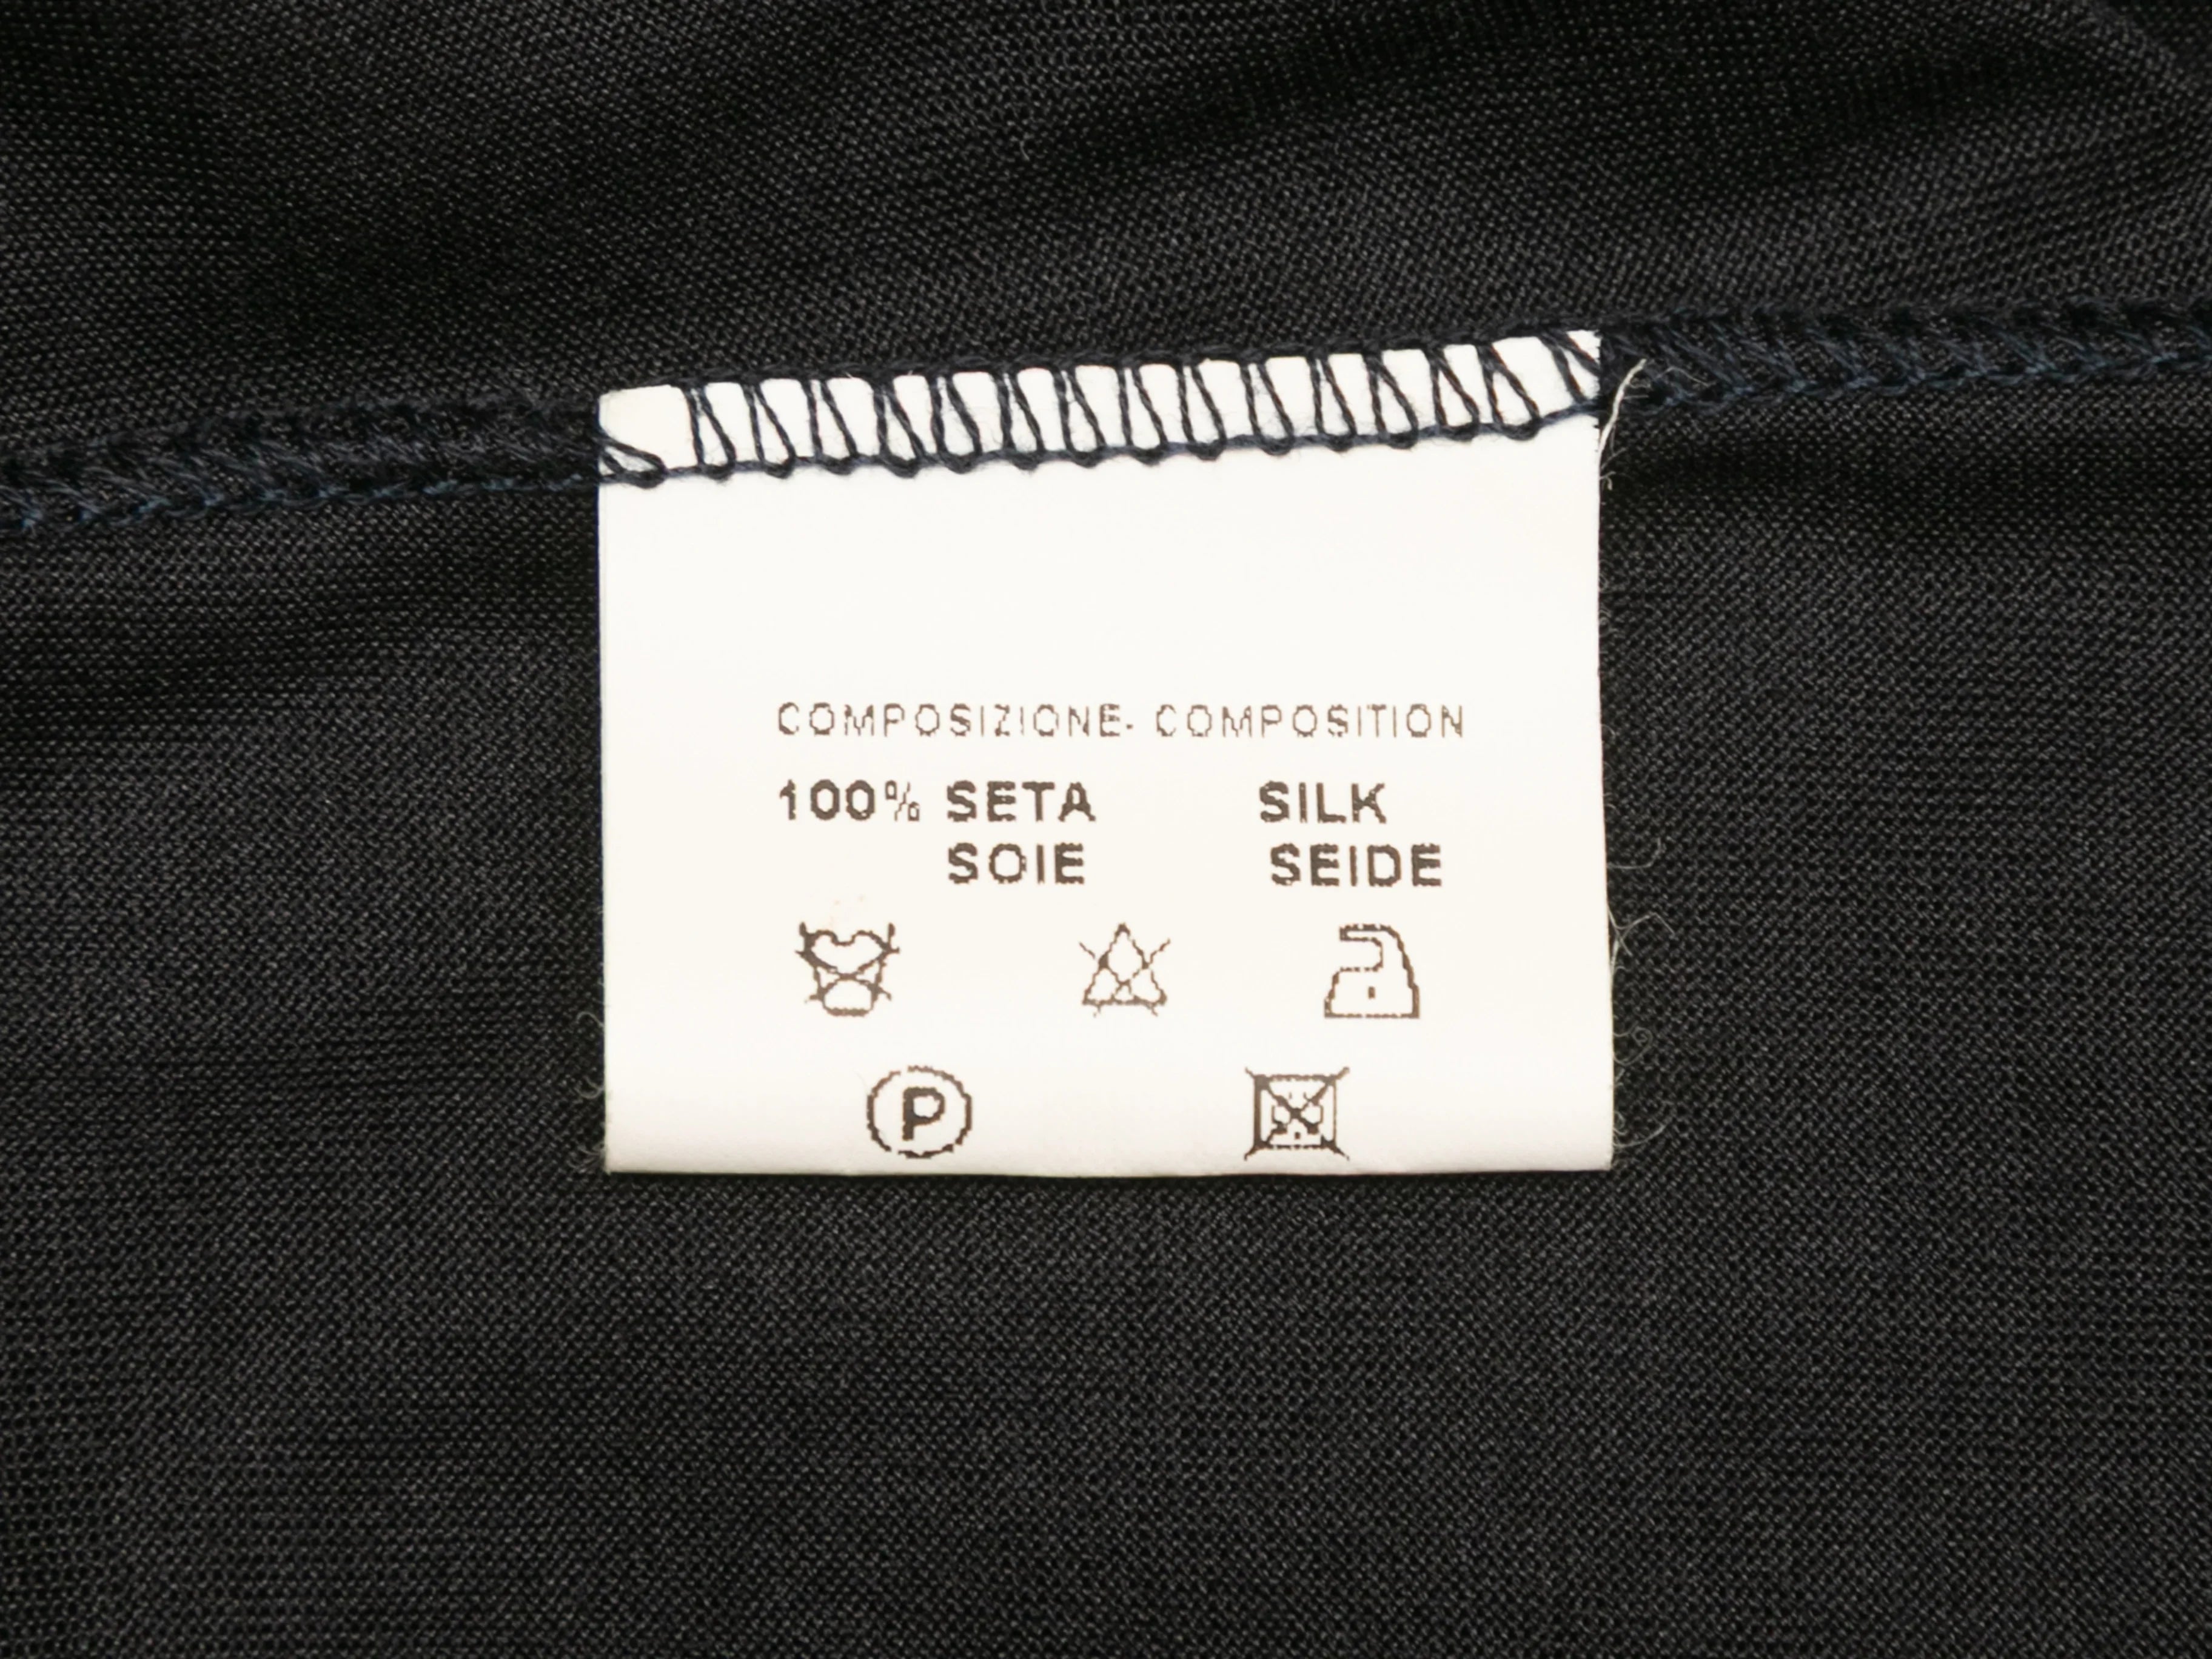 COMPOSIZIONE- COMPOSITION
100% SETA SILK
SOIE SEIDE
P